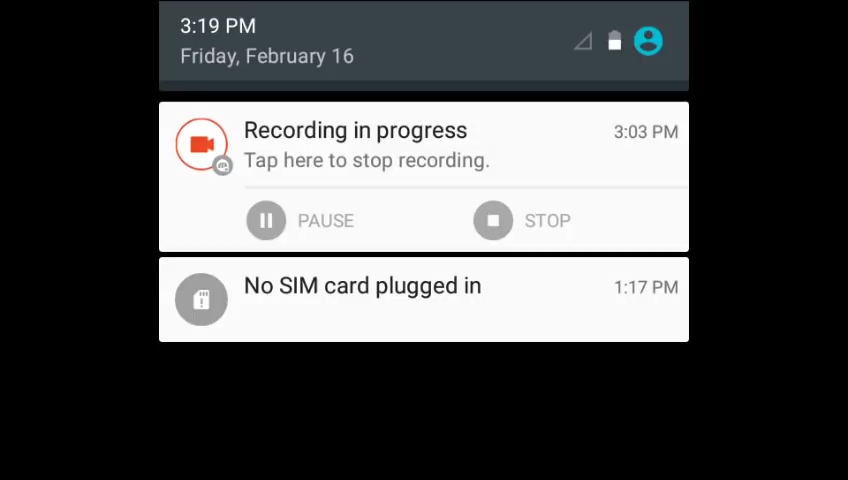 3:19 PM
Friday, February 16
Recording in progress 3:03 PM
Tap here to stop recording.
PAUSE STOP
No SIM card plugged in 1:17 PM